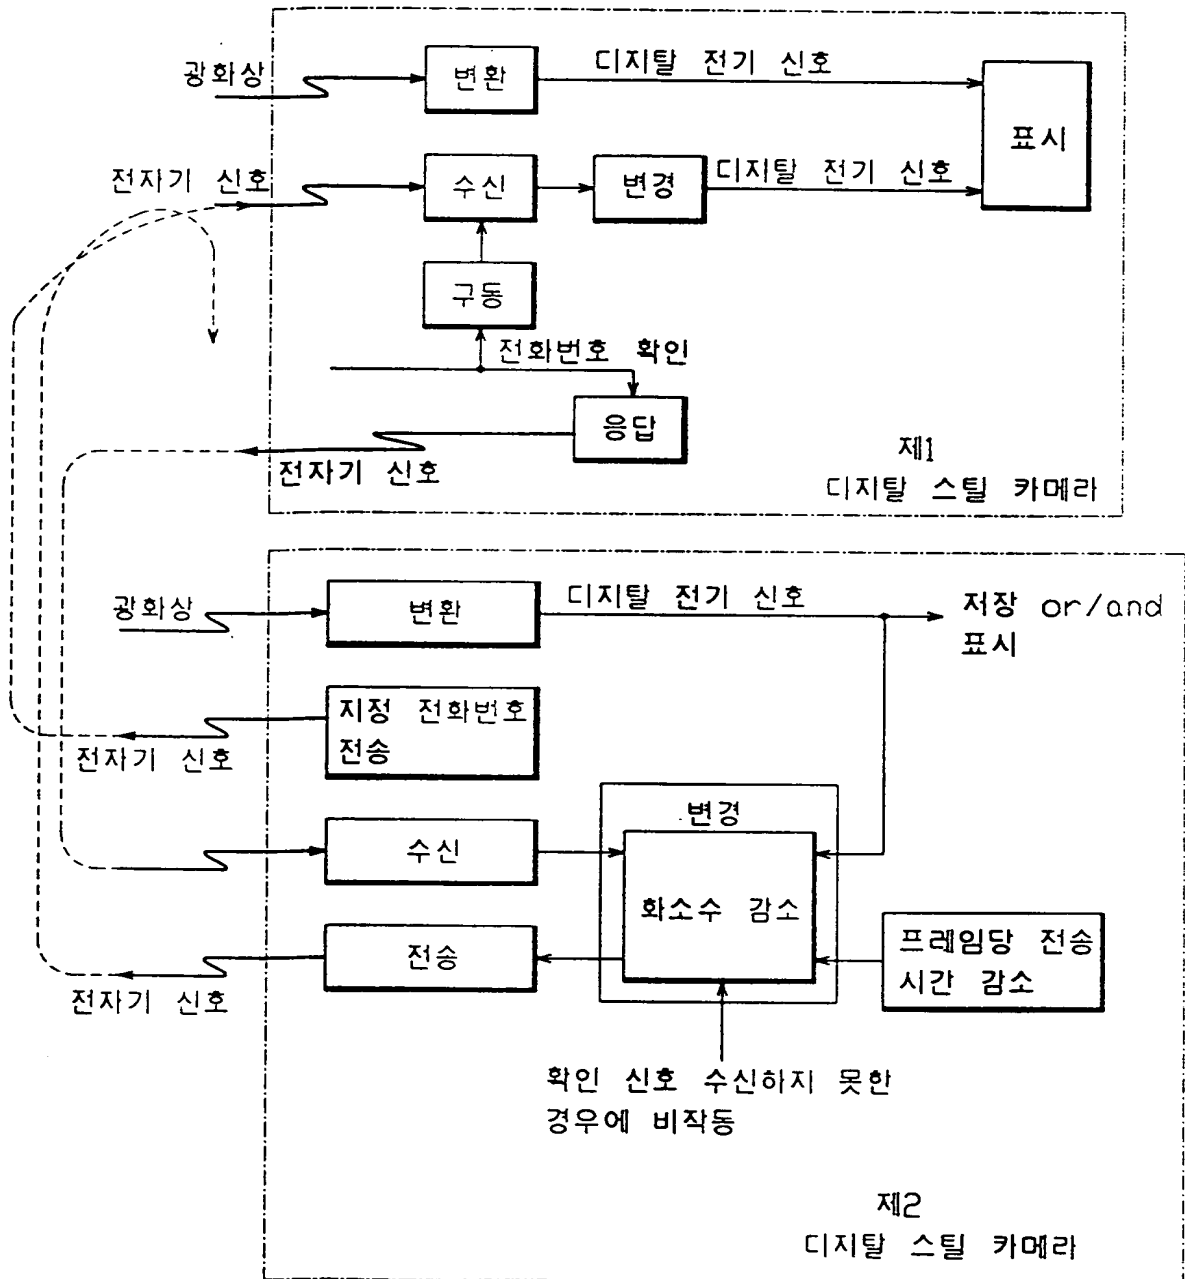 광화상
변환
디지탈 전기 신호
표시
전자기 신호
수신
변경
디지탈 전기 신호
구동
전화번호 확인
응답
전자기 신호
제1
디지탈 스틸 카메라
광화상
변환
디지탈 전기 신호
저장 or/and
표시
지정 전화번호
전송
전자기 신호
변경
수신
화소수 감소
프레임당 전송
시간 감소
전송
전자기 신호
확인 신호 수신하지 못한
경우에 비작동
제2
디지탈 스틸 카메라